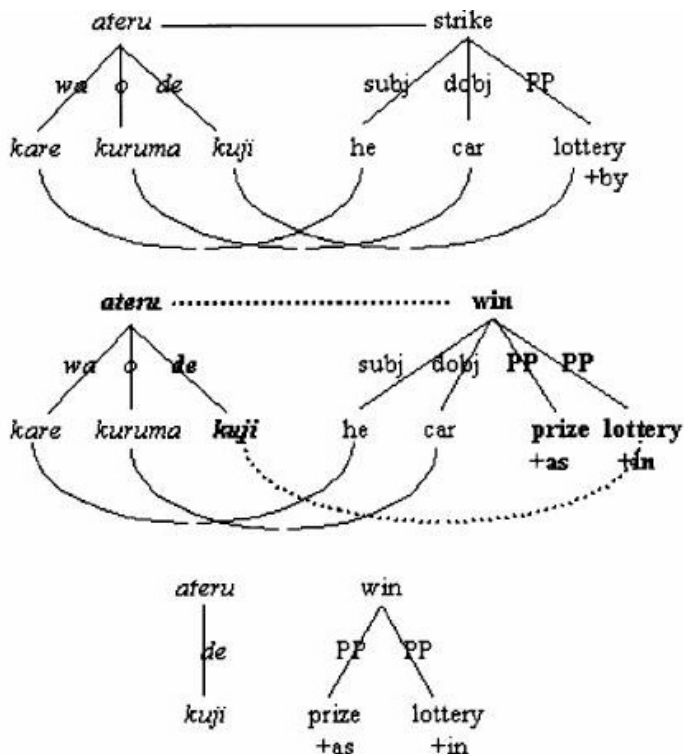 ateru strike
wa o de subj dobj PP
kare kuruma kuji he car lottery
+by
ateru win
wa o de subj dobj PP PP
kare kuruma kuji he car prize lottery
+as +in
ateru win
de PP PP
kuji prize lottery
+as +in